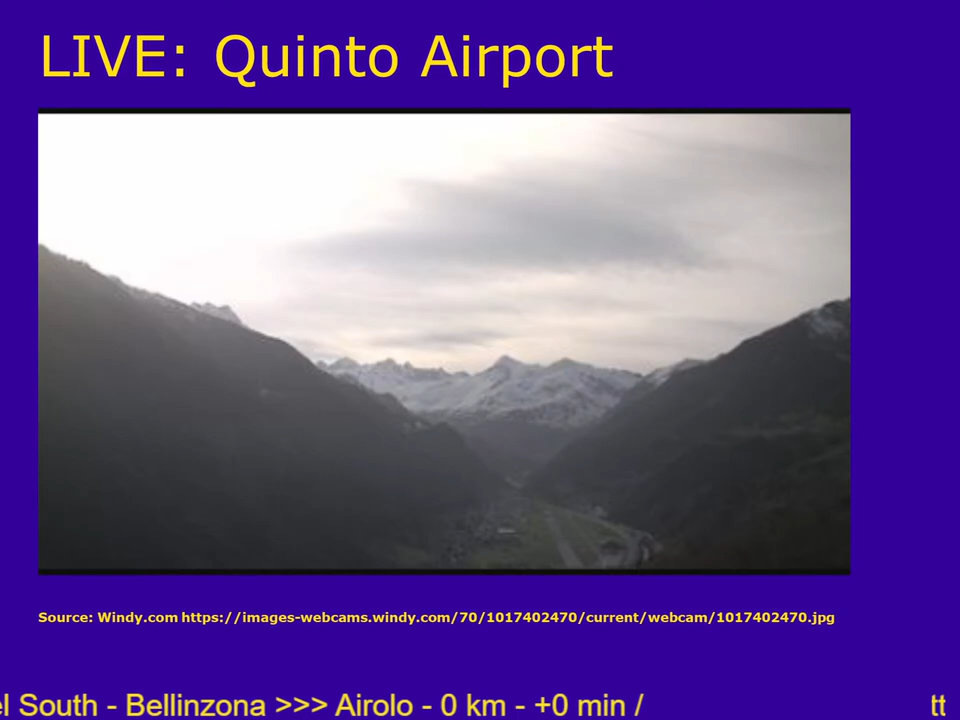 LIVE: Quinto Airport
Source: Windy.com https://images-webcams.windy.com/70/1017402470/current/webcam/1017402470.jpg
el South - Bellinzona >>> Airolo - 0 km - +0 min / tt